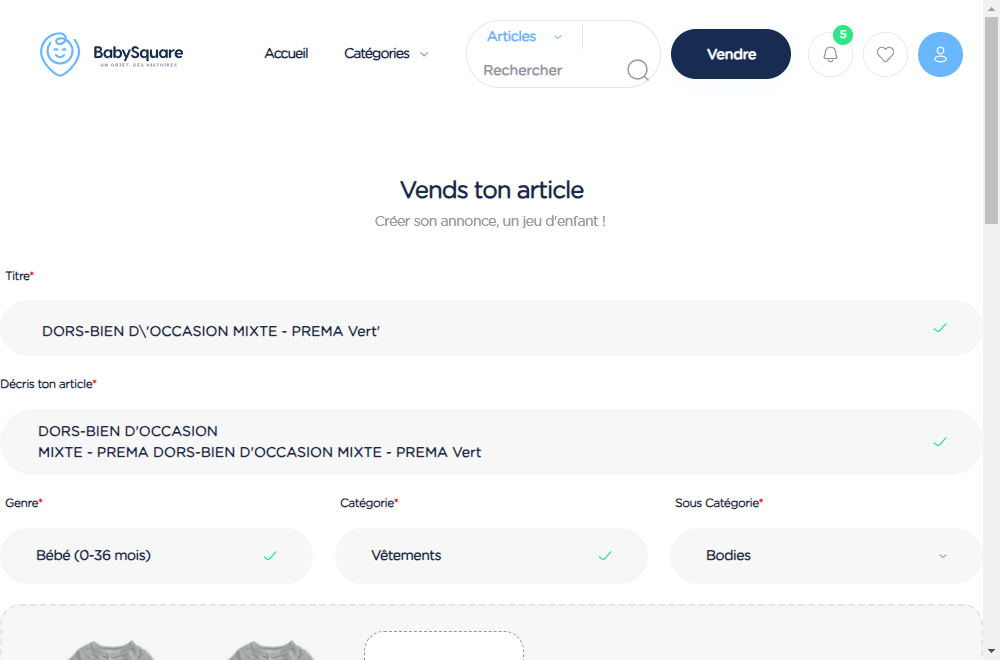 BabySquare
UN OBJET, DES HISTOIRES
Accueil
Catégories
Articles
Rechercher
Vendre
5
Vends ton article
Créer son annonce, un jeu d'enfant !
Titre*
DORS-BIEN D\'OCCASION MIXTE - PREMA Vert'
Décris ton article*
DORS-BIEN D'OCCASION
MIXTE - PREMA DORS-BIEN D'OCCASION MIXTE - PREMA Vert
Genre*
Catégorie*
Sous Catégorie*
Bébé (0-36 mois)
Vêtements
Bodies